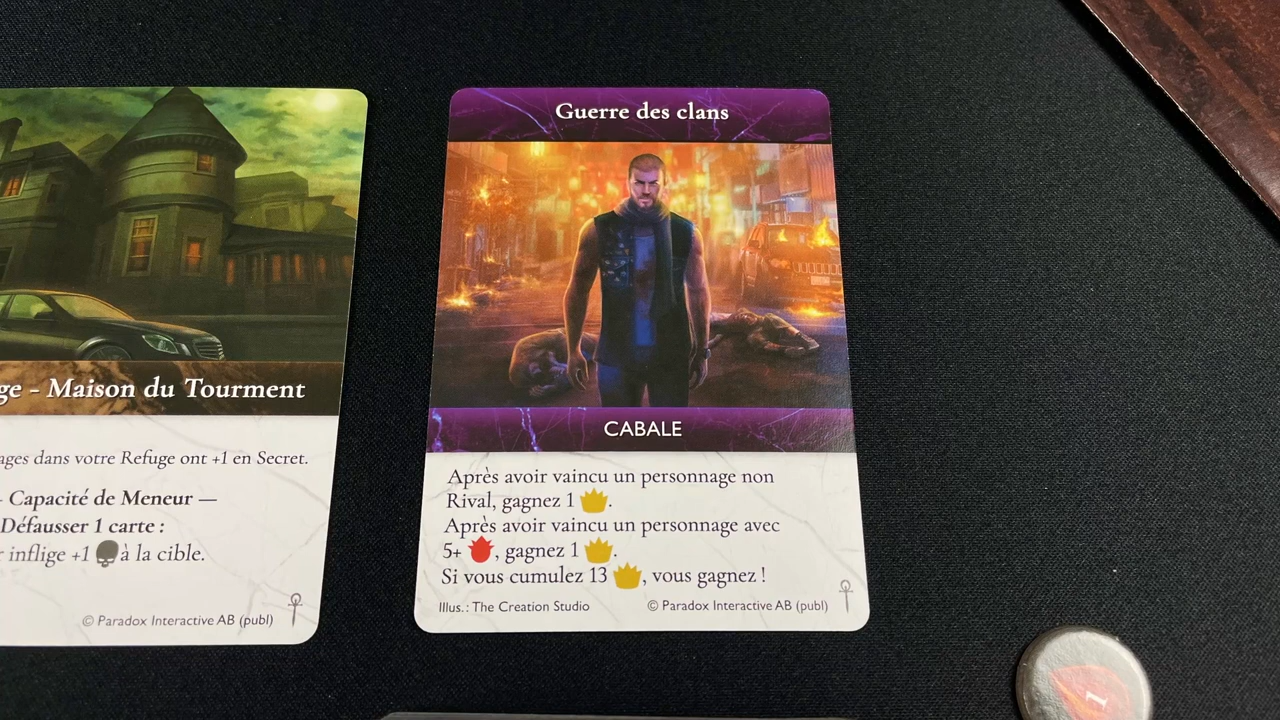 - Maison du Tourment
dans votre Refuge ont +1 en Secret.
Capacité de Meneur —
Défausser 1 carte :
inflige +1 à la cible.
© Paradox Interactive AB (publ)
Guerre des clans
CABALE
Après avoir vaincu un personnage non
Rival, gagnez 1 .
Après avoir vaincu un personnage avec
5+ , gagnez 1 .
Si vous cumulez 13 , vous gagnez !
Illus.: The Creation Studio © Paradox Interactive AB (publ)
1